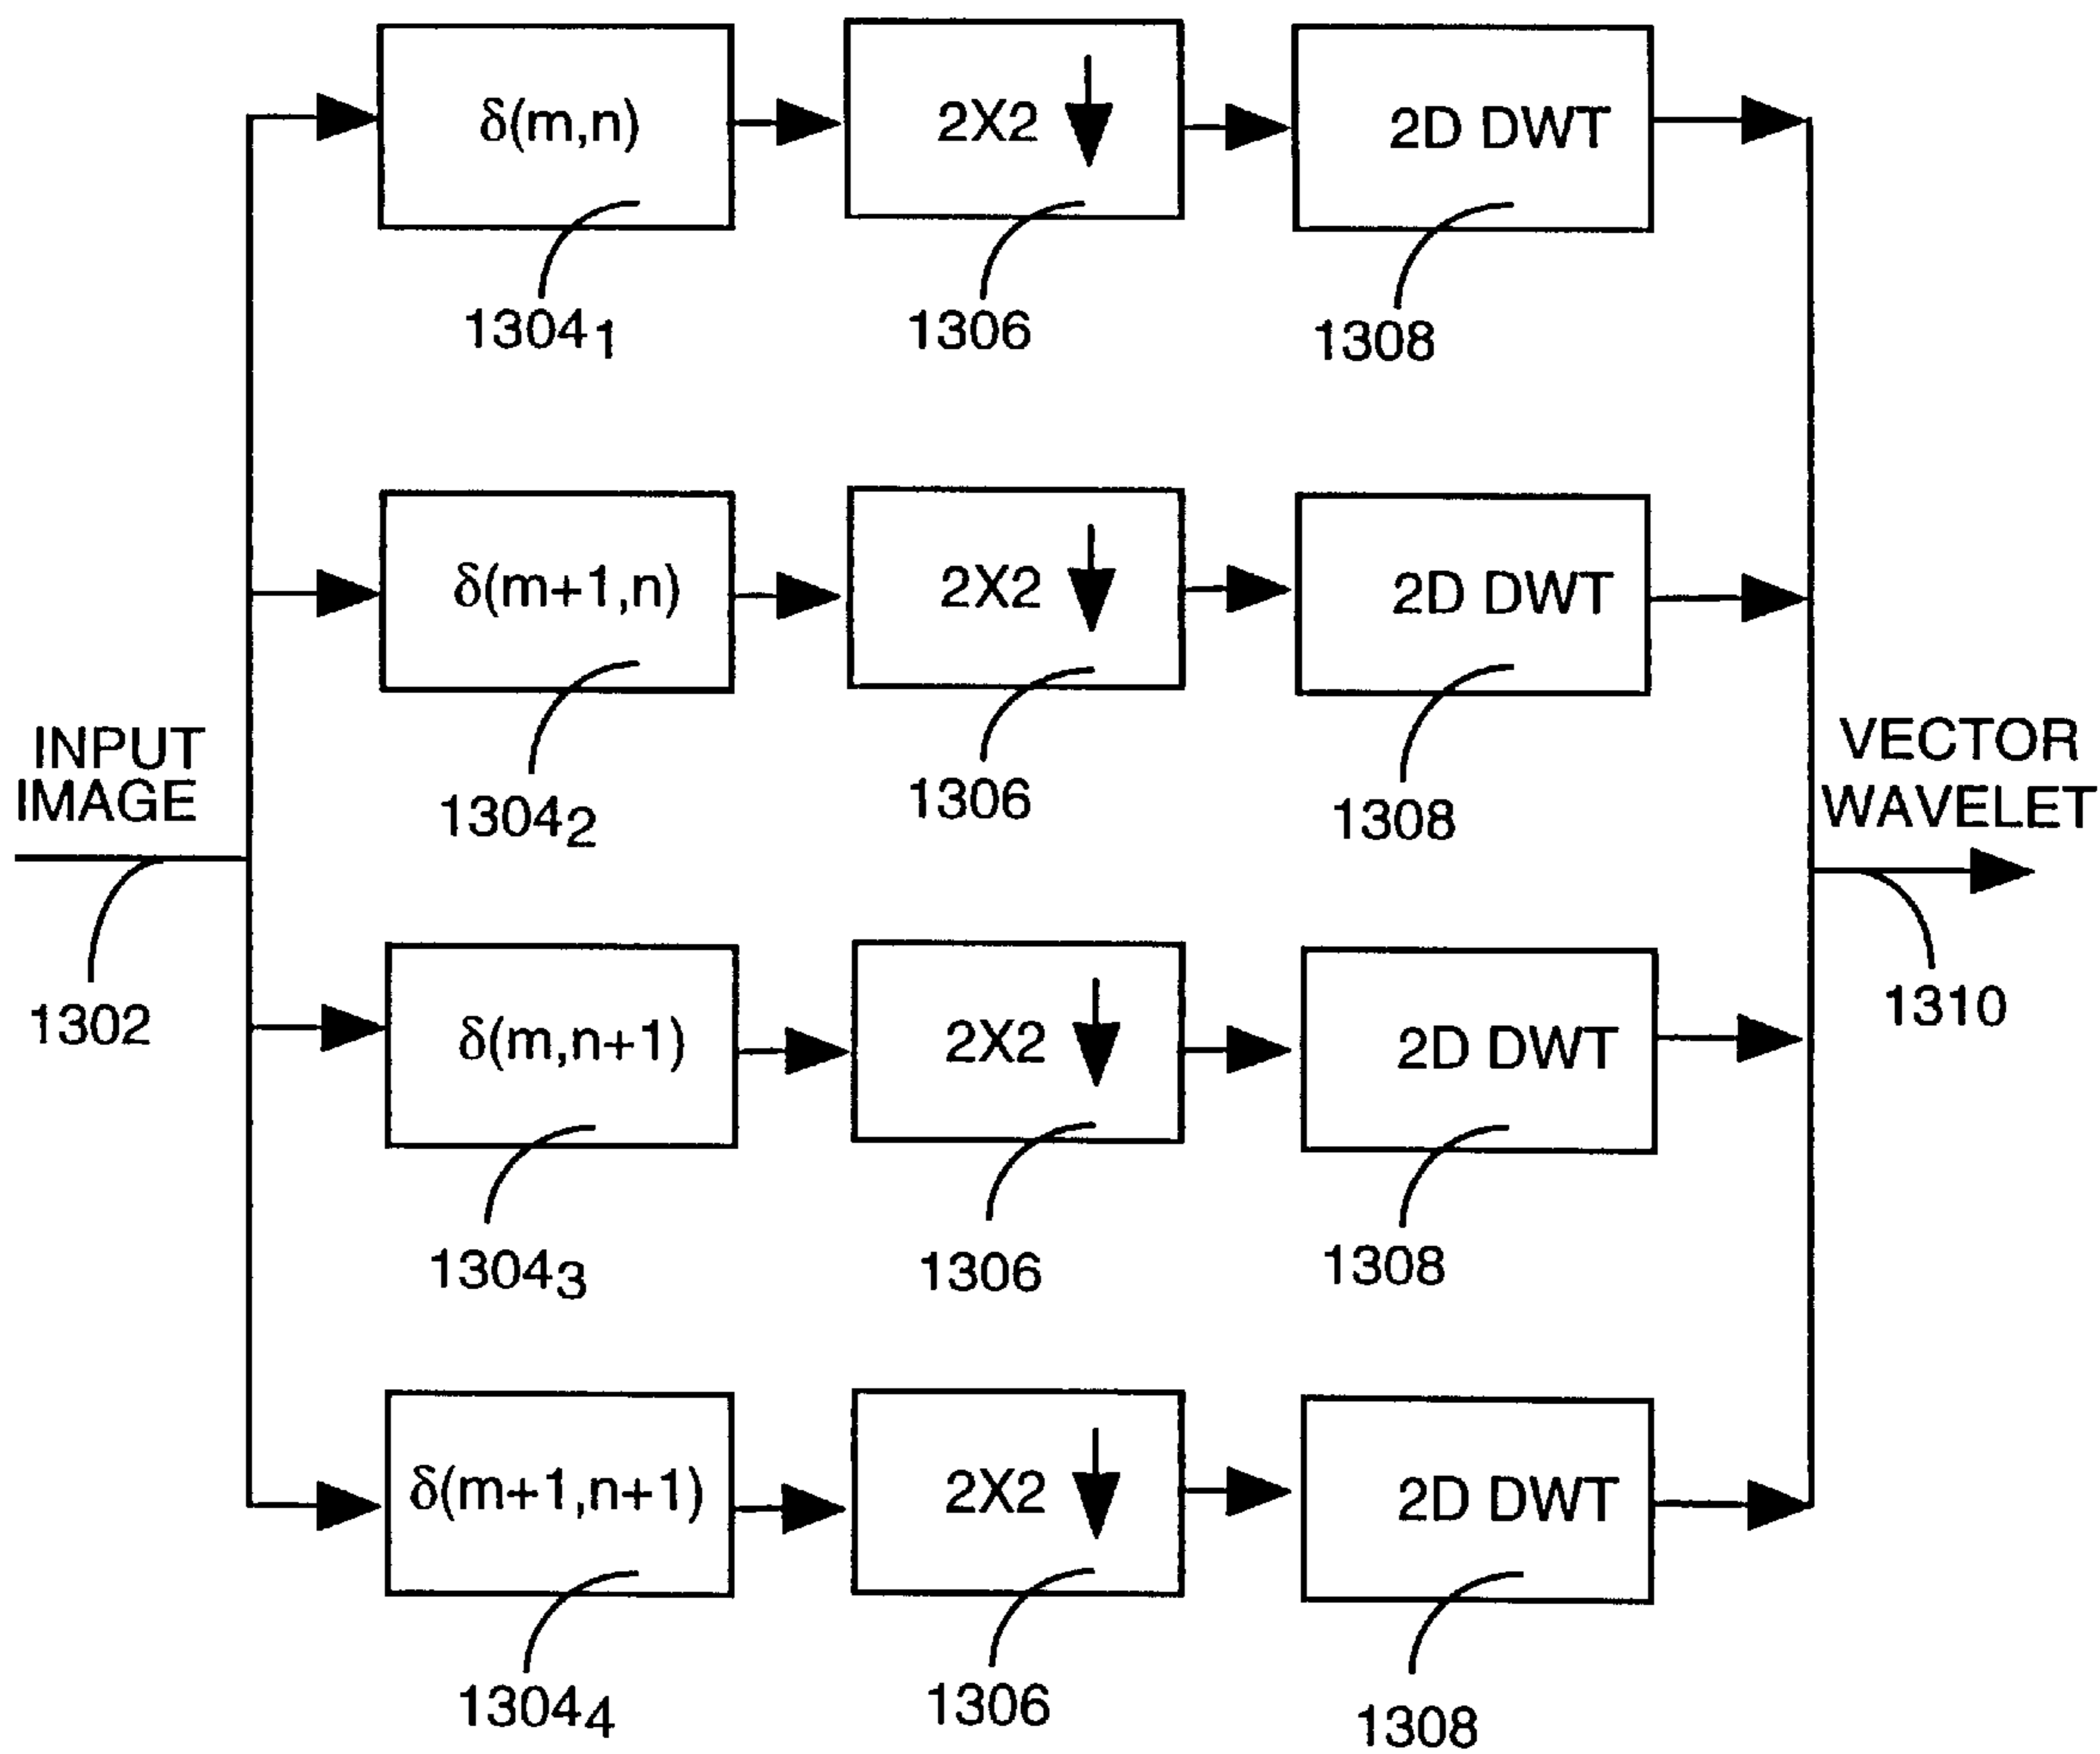 δ(m,n)
2X2
2D DWT
1304₁
1306
1308
δ(m+1,n)
2X2
2D DWT
1304₂
1306
1308
INPUT
IMAGE
VECTOR
WAVELET
1302
1310
δ(m,n+1)
2X2
2D DWT
1304₃
1306
1308
δ(m+1,n+1)
2X2
2D DWT
1304₄
1306
1308